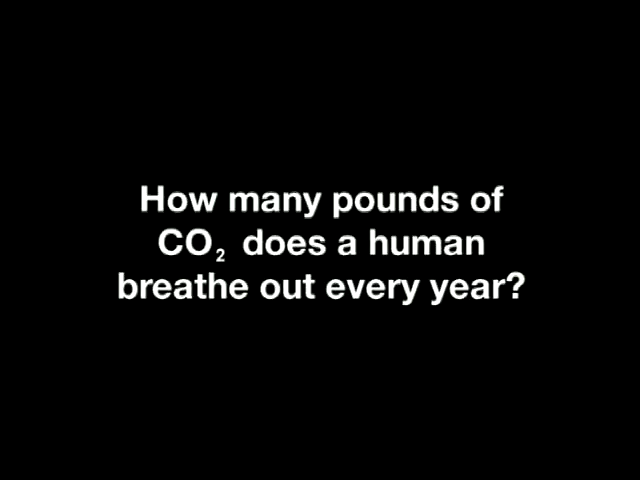 How many pounds of
CO₂ does a human
breathe out every year?